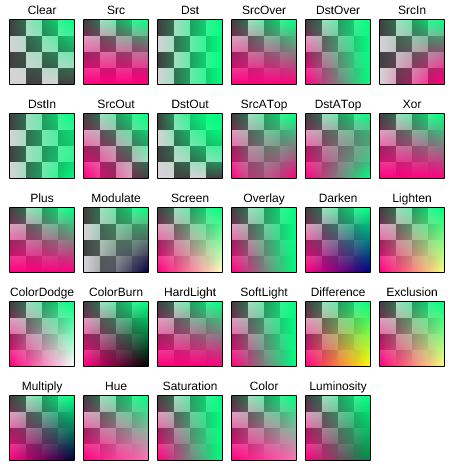 Clear Src Dst SrcOver DstOver SrcIn
DstIn SrcOut DstOut SrcATop DstATop Xor
Plus Modulate Screen Overlay Darken Lighten
ColorDodge ColorBurn HardLight SoftLight Difference Exclusion
Multiply Hue Saturation Color Luminosity